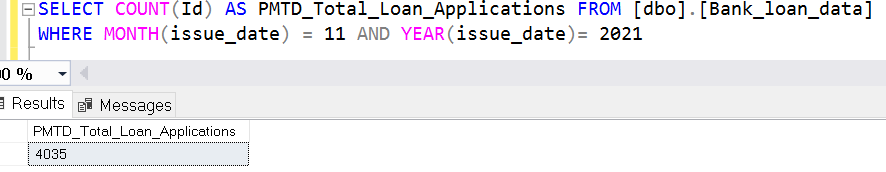 SELECT COUNT(Id) AS PMTD_Total_Loan_Applications FROM [dbo].[Bank_loan_data]
WHERE MONTH(issue_date) = 11 AND YEAR(issue_date)= 2021
0 %
Results Messages
PMTD_Total_Loan_Applications
4035